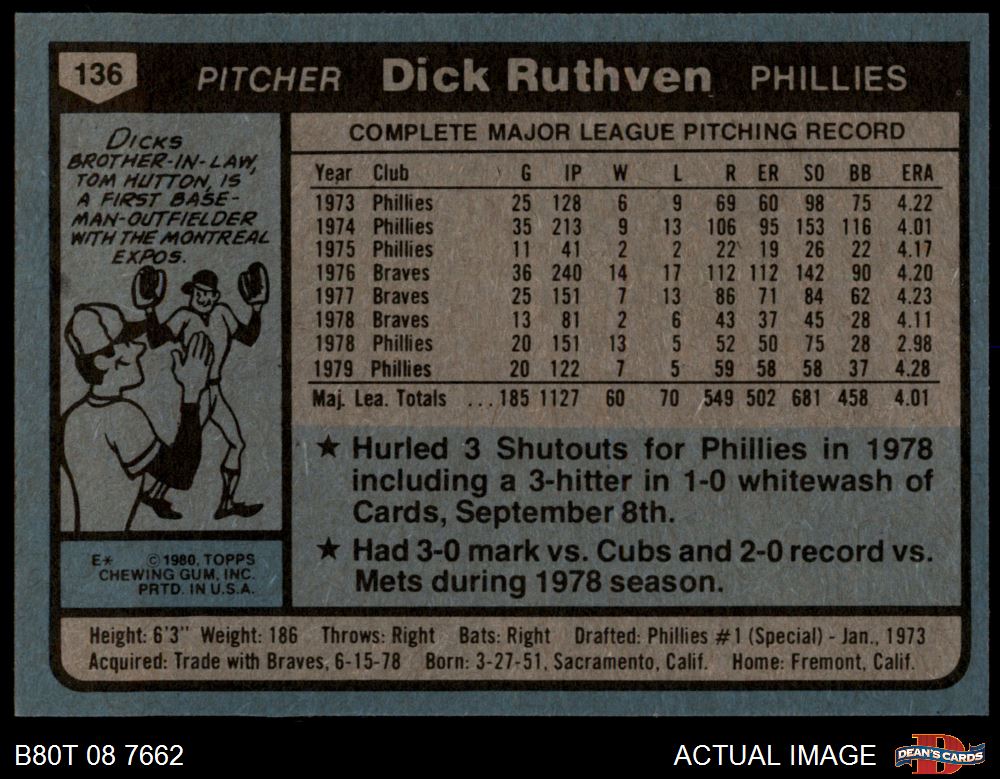 136 PITCHER Dick Ruthven PHILLIES
DICKS
BROTHER-IN-LAW,
TOM HUTTON, IS
A FIRST BASE-
MAN-OUTFIELDER
WITH THE MONTREAL
EXPOS.
E* ©1980, TOPPS
CHEWING GUM, INC.
PRTD. IN U.S.A.
COMPLETE MAJOR LEAGUE PITCHING RECORD
Year Club G IP W L R ER SO BB ERA
1973 Phillies 25 128 6 9 69 60 98 75 4.22
1974 Phillies 35 213 9 13 106 95 153 116 4.01
1975 Phillies 11 41 2 2 22 19 26 22 4.17
1976 Braves 36 240 14 17 112 112 142 90 4.20
1977 Braves 25 151 7 13 86 71 84 62 4.23
1978 Braves 13 81 2 6 43 37 45 28 4.11
1978 Phillies 20 151 13 5 52 50 75 28 2.98
1979 Phillies 20 122 7 5 59 58 58 37 4.28
Maj. Lea. Totals ...185 1127 60 70 549 502 681 458 4.01
★ Hurled 3 Shutouts for Phillies in 1978
including a 3-hitter in 1-0 whitewash of
Cards, September 8th.
★ Had 3-0 mark vs. Cubs and 2-0 record vs.
Mets during 1978 season.
Height: 6'3" Weight: 186 Throws: Right Bats: Right Drafted: Phillies #1 (Special) - Jan., 1973
Acquired: Trade with Braves, 6-15-78 Born: 3-27-51, Sacramento, Calif. Home: Fremont, Calif.
B80T 08 7662 ACTUAL IMAGE D DEAN'S CARDS